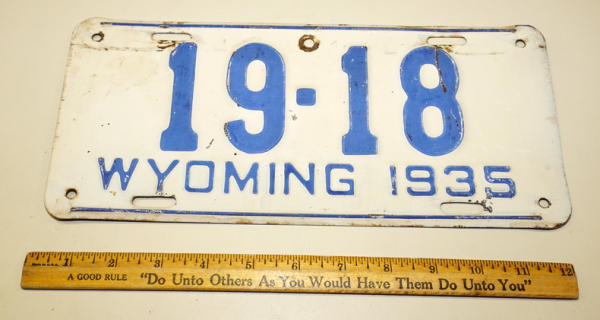 19-18
WYOMING 1935
1 2 3 4 5 6 7 8 9 10 11 12
A GOOD RULE "Do Unto Others As You Would Have Them Do Unto You"